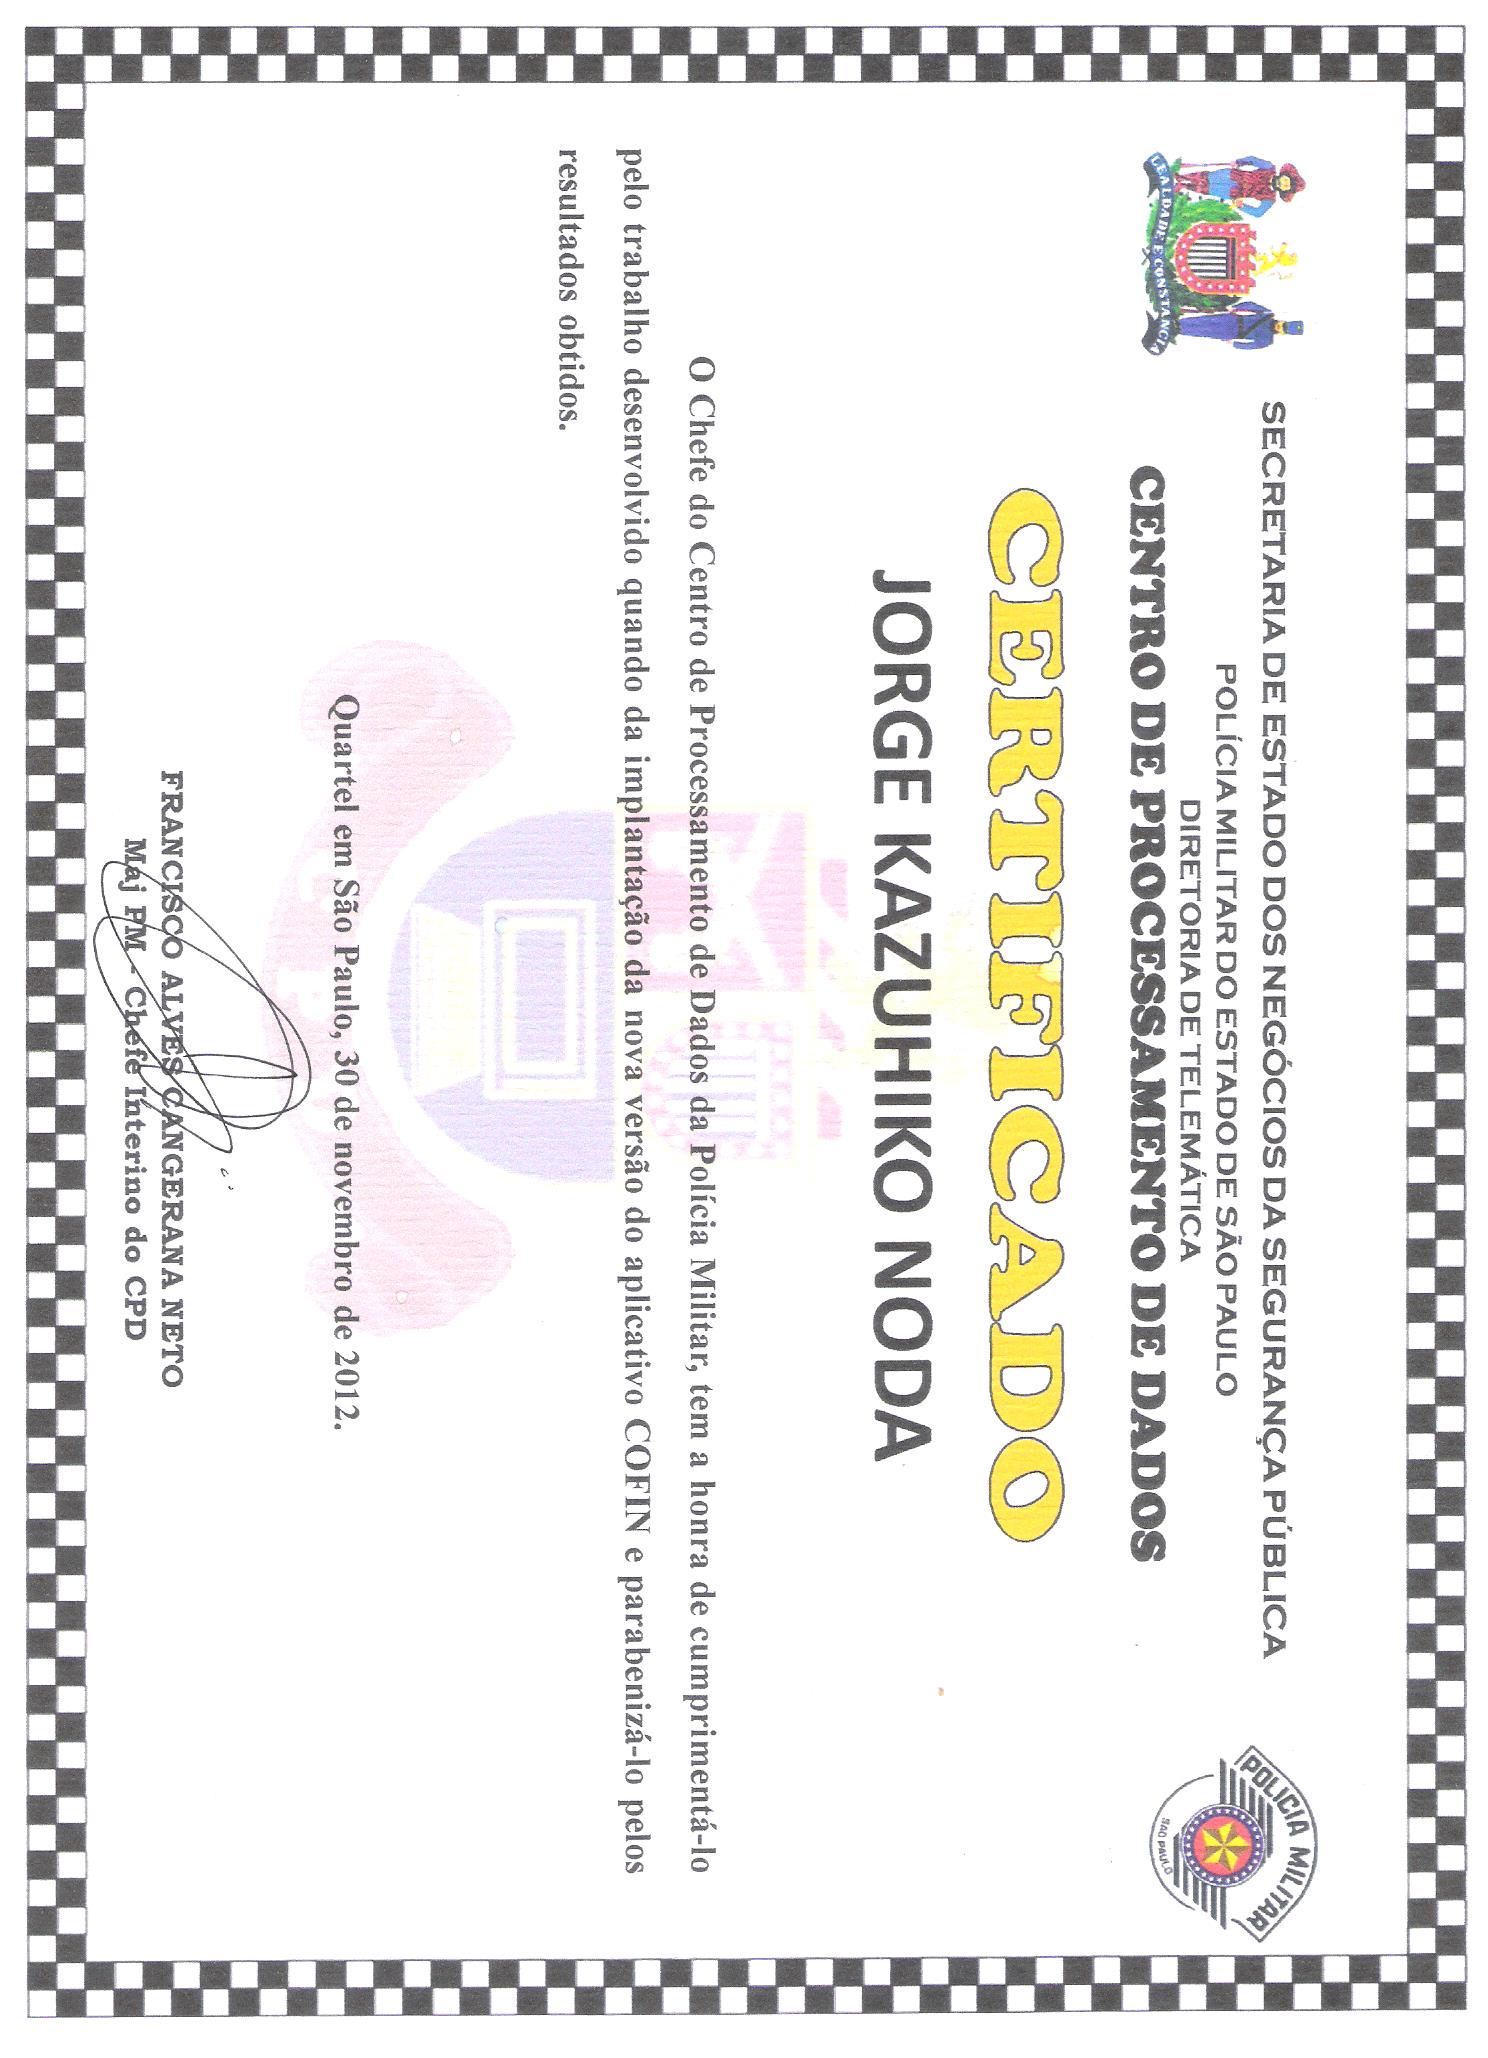 SECRETARIA DE ESTADO DOS NEGÓCIOS DA SEGURANÇA PÚBLICA
POLÍCIA MILITAR DO ESTADO DE SÃO PAULO
DIRETORIA DE TELEMÁTICA
CENTRO DE PROCESSAMENTO DE DADOS
LEALDADE E CONSTANCIA
POLICIA MILITAR
SÃO PAULO
CERTIFICADO
JORGE KAZUHIKO NODA
O Chefe do Centro de Processamento de Dados da Polícia Militar, tem a honra de cumprimentá-lo
pelo trabalho desenvolvido quando da implantação da nova versão do aplicativo COFIN e parabenizá-lo pelos
resultados obtidos.
Quartel em São Paulo, 30 de novembro de 2012.
CPD
FRANCISCO ALVES CANGERANA NETO
Maj PM - Chefe Interino do CPD